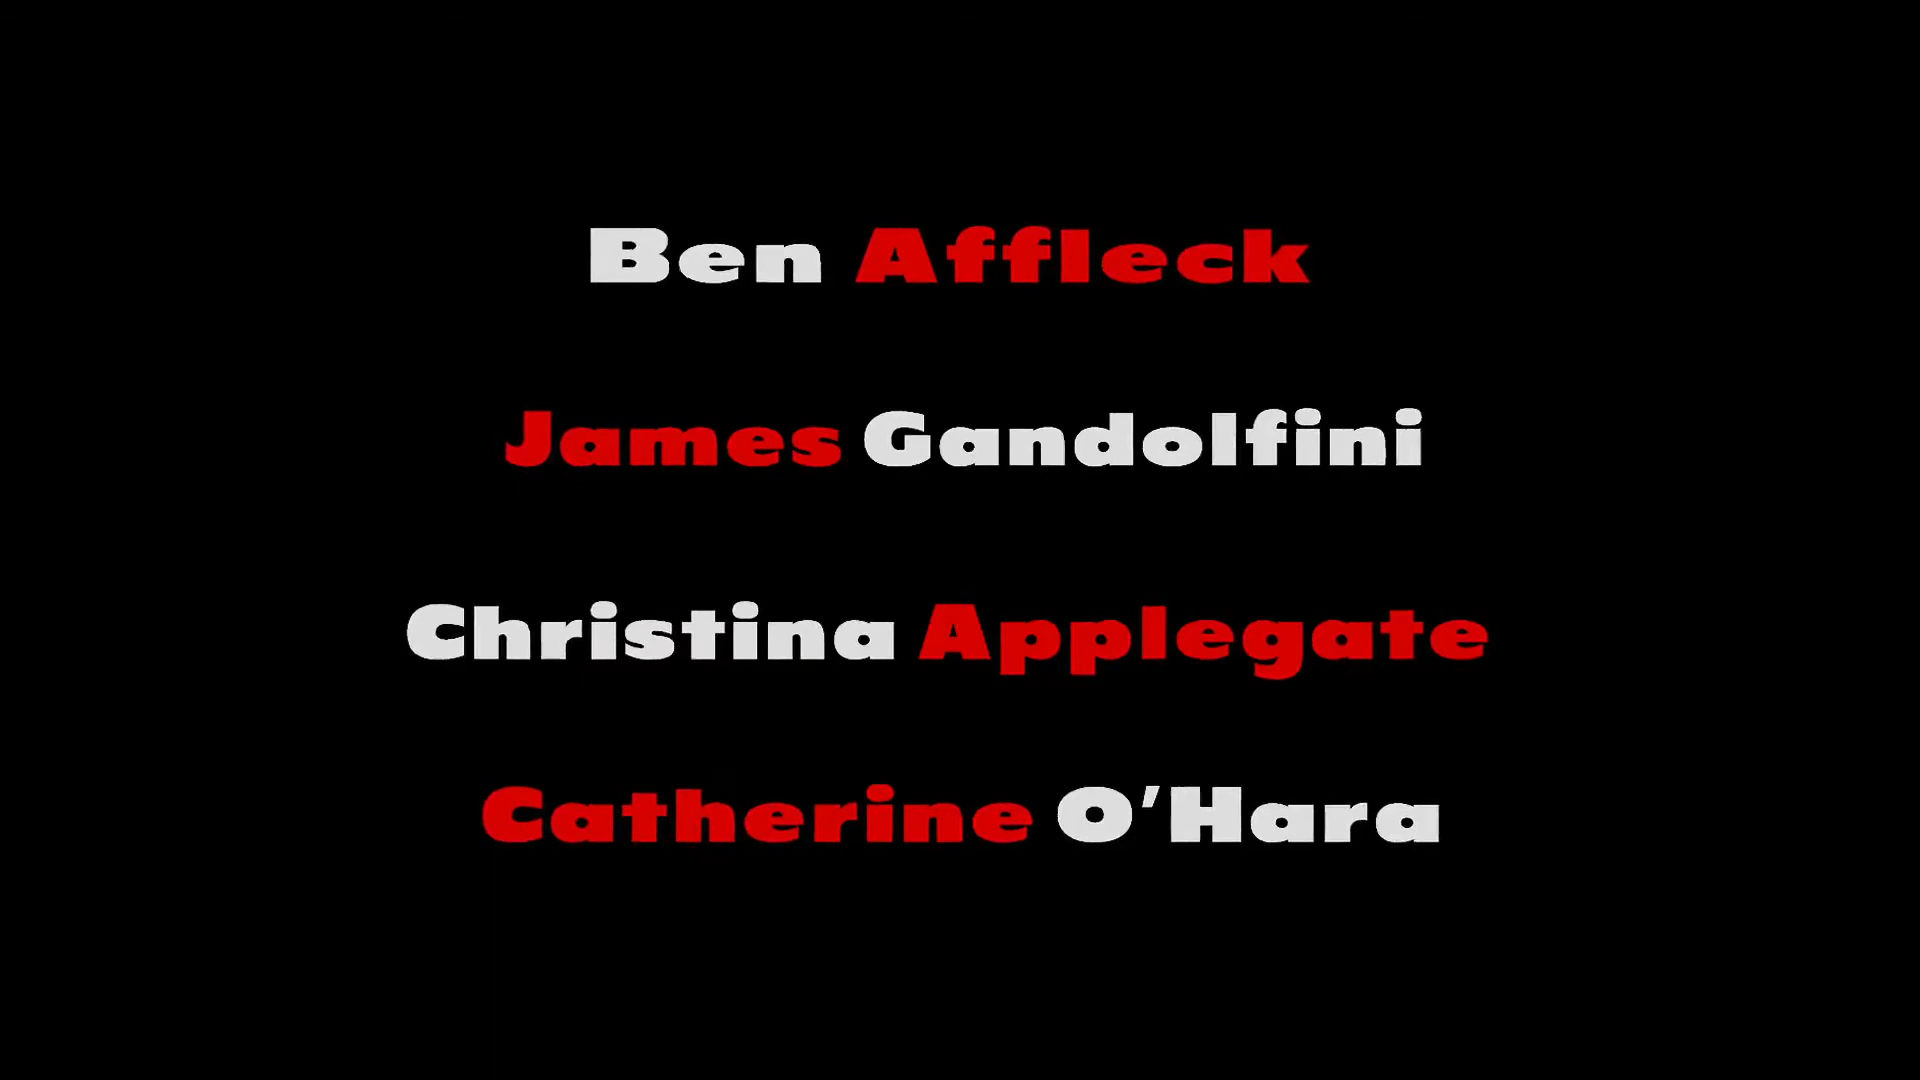 Ben Affleck
James Gandolfini
Christina Applegate
Catherine O'Hara